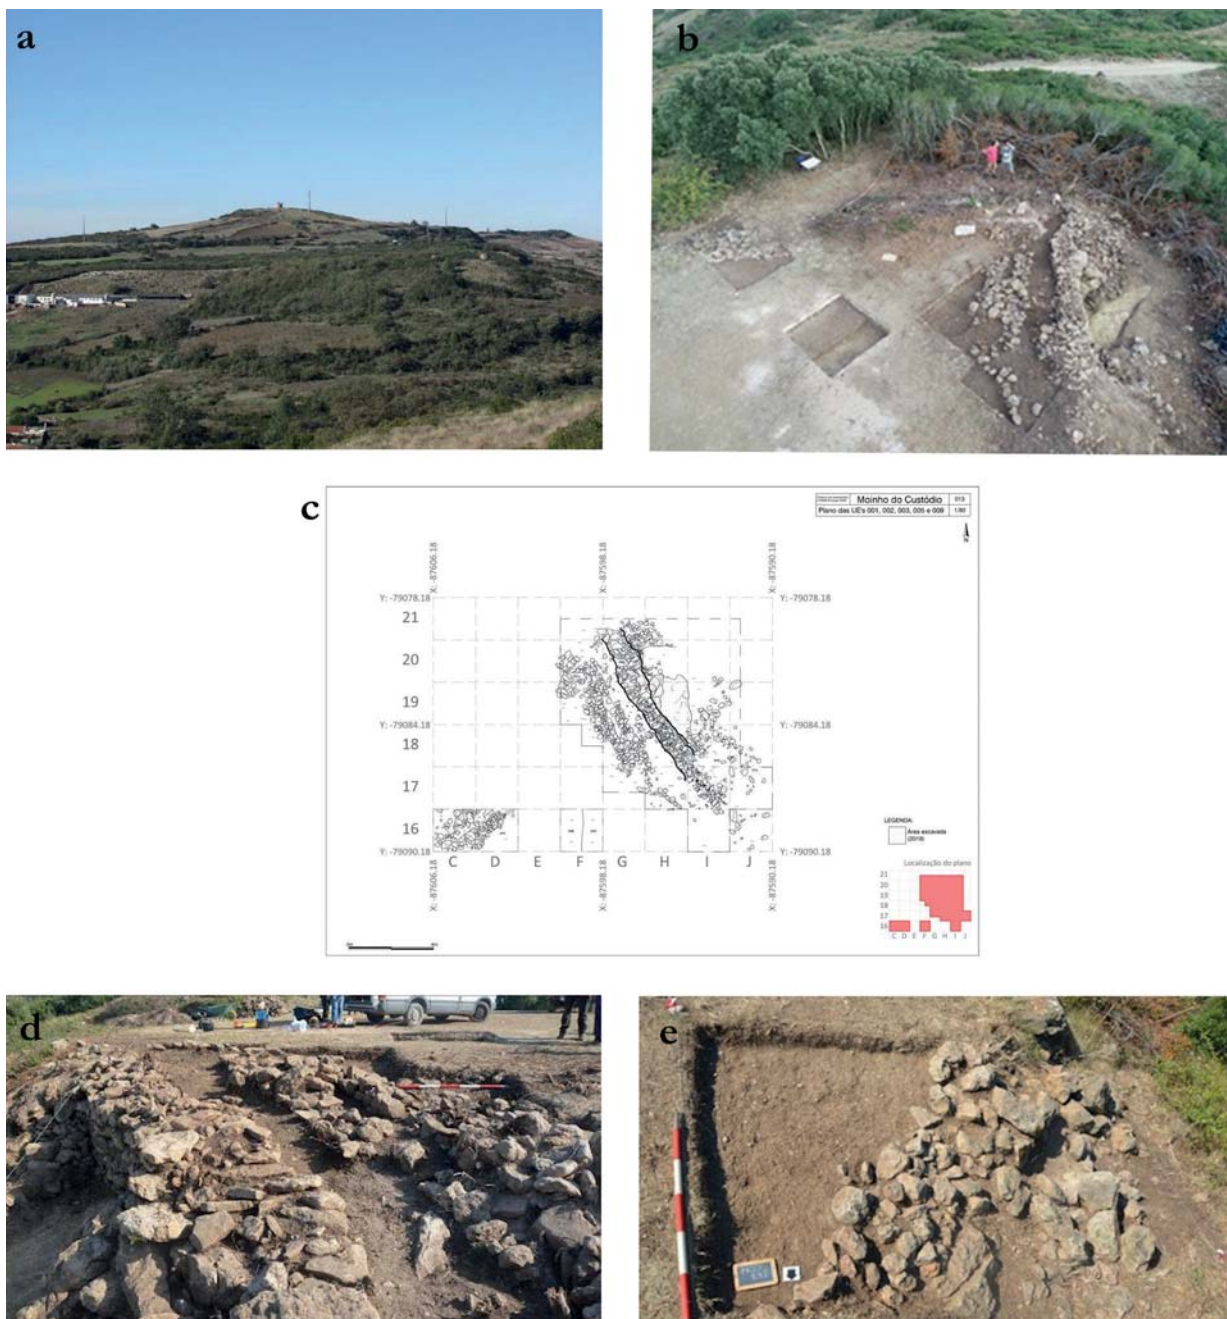 a
b
c
Moinho do Custódio 013
Plano das UE's 001, 002, 003, 005 e 009 1/80
N
X: -87606.18
X: -87598.18
X: -87590.18
Y: -79078.18
Y: -79078.18
21
20
19
Y: -79084.18
Y: -79084.18
18
17
16
Y: -79090.18
Y: -79090.18
C D E F G H I J
X: -87606.18
X: -87598.18
X: -87590.18
LEGENDA:
Área escavada
Localização do plano
21
20
19
18
17
16
C D E F G H I J
d
e